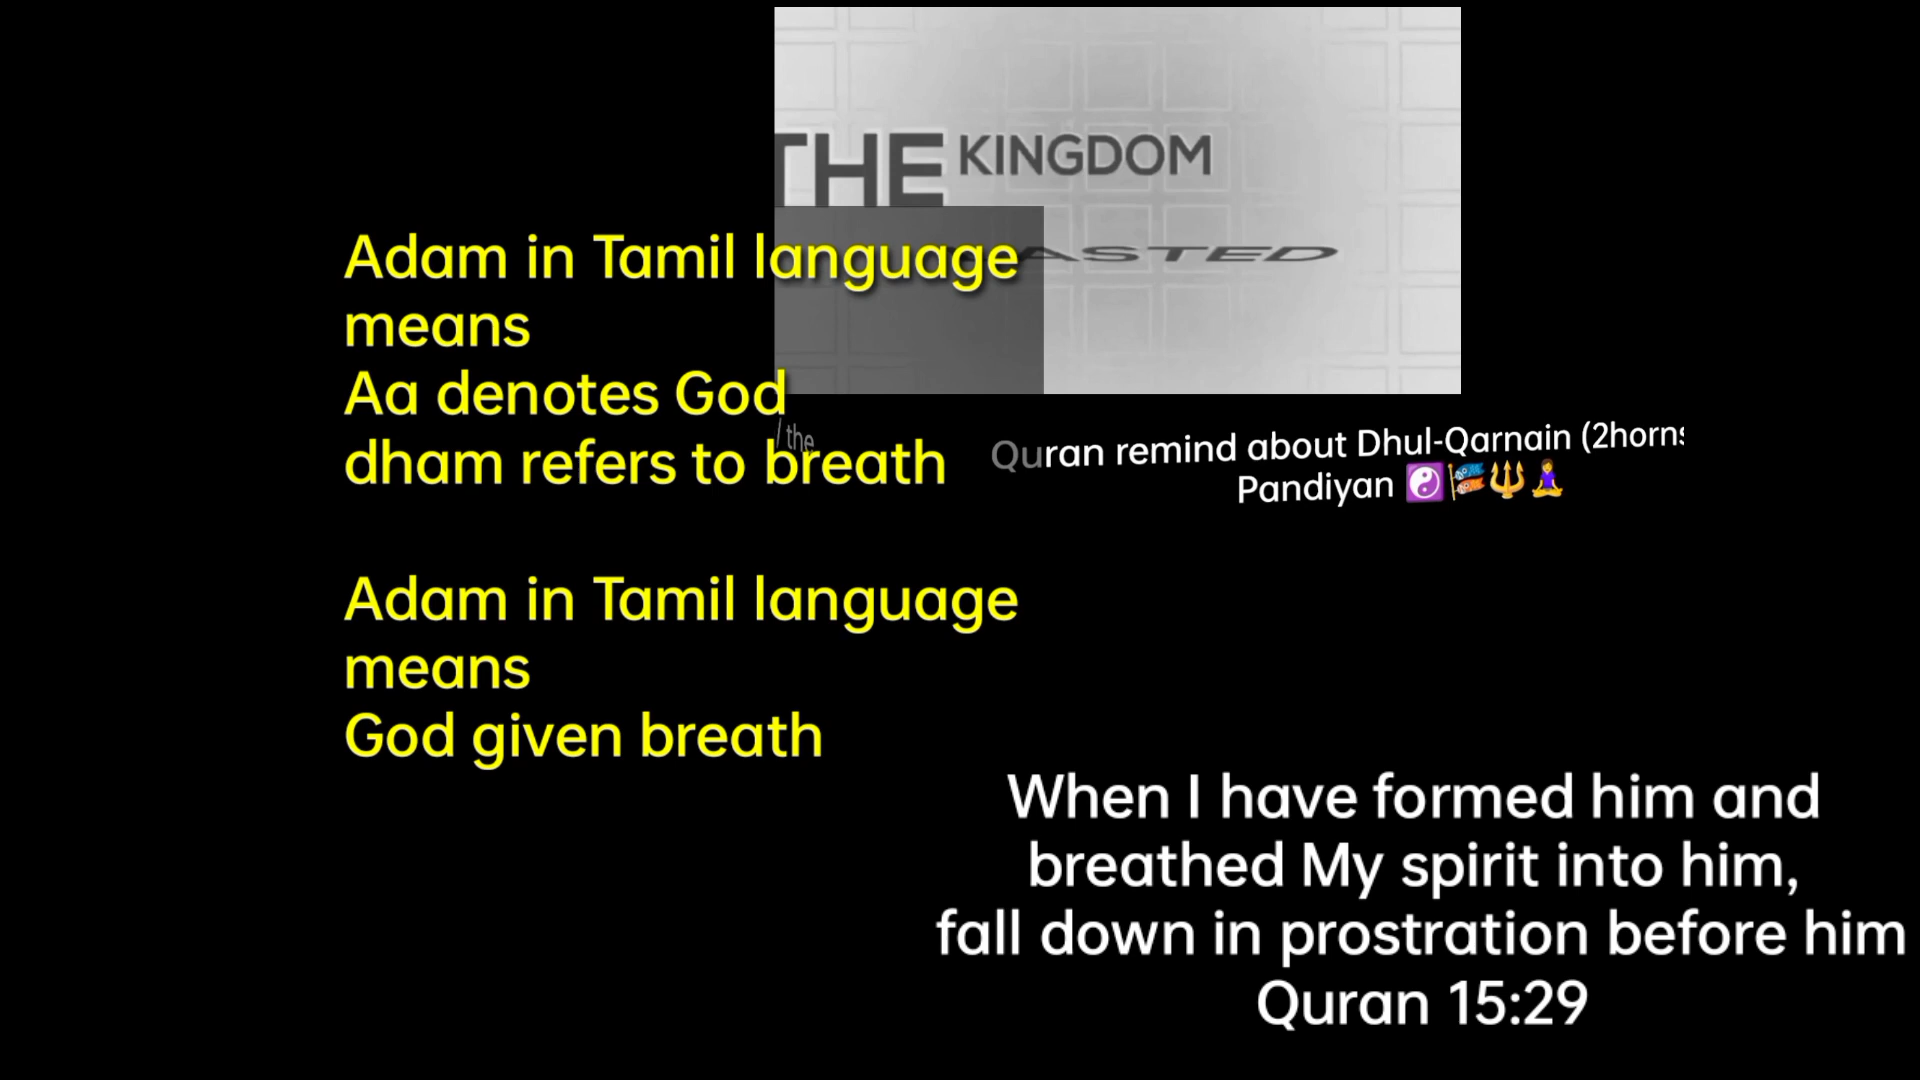 THE KINGDOM
ASTED
Adam in Tamil language
means
Aa denotes God
dham refers to breath
/ the
Quran remind about Dhul-Qarnain (2horns
Pandiyan ☯️🎏🔱🧘‍♀️
Adam in Tamil language
means
God given breath
When I have formed him and
breathed My spirit into him,
fall down in prostration before him
Quran 15:29